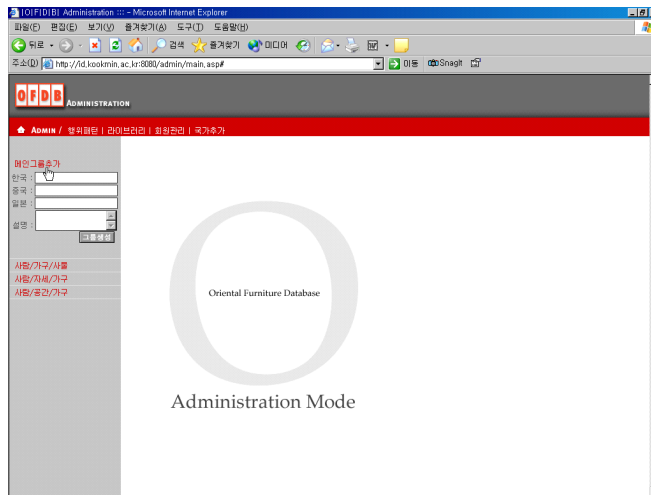 |O|F|D|B| Administration ::: - Microsoft Internet Explorer
파일(F) 편집(E) 보기(V) 즐겨찾기(A) 도구(T) 도움말(H)
뒤로 검색 즐겨찾기 미디어
주소(D) http://id.kookmin.ac.kr:8080/admin/main.asp# 이동 SnagIt
OFDB ADMINISTRATION
ADMIN / 행위패턴 | 라이브러리 | 회원관리 | 국가추가
메인그룹추가
한국 :
중국 :
일본 :
설명 :
그룹생성
사람/가구/사물
사람/자세/가구
사람/공간/가구
O
Oriental Furniture Database
Administration Mode